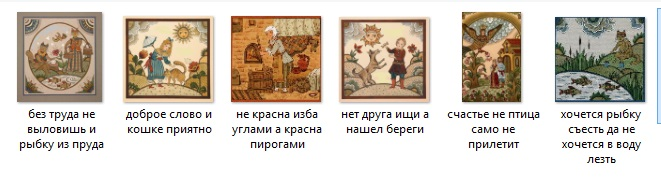 без труда не
выловишь и
рыбку из пруда
доброе слово и
кошке приятно
не красна изба
углами а красна
пирогами
нет друга ищи а
нашел береги
счастье не птица
само не
прилетит
хочется рыбку
съесть да не
хочется в воду
лезть